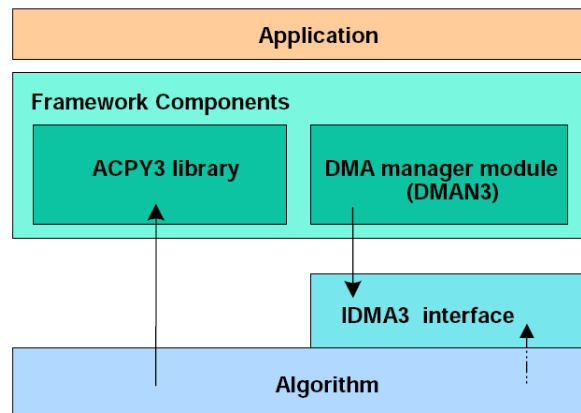 Application
Framework Components
ACPY3 library
DMA manager module
(DMAN3)
IDMA3 interface
Algorithm